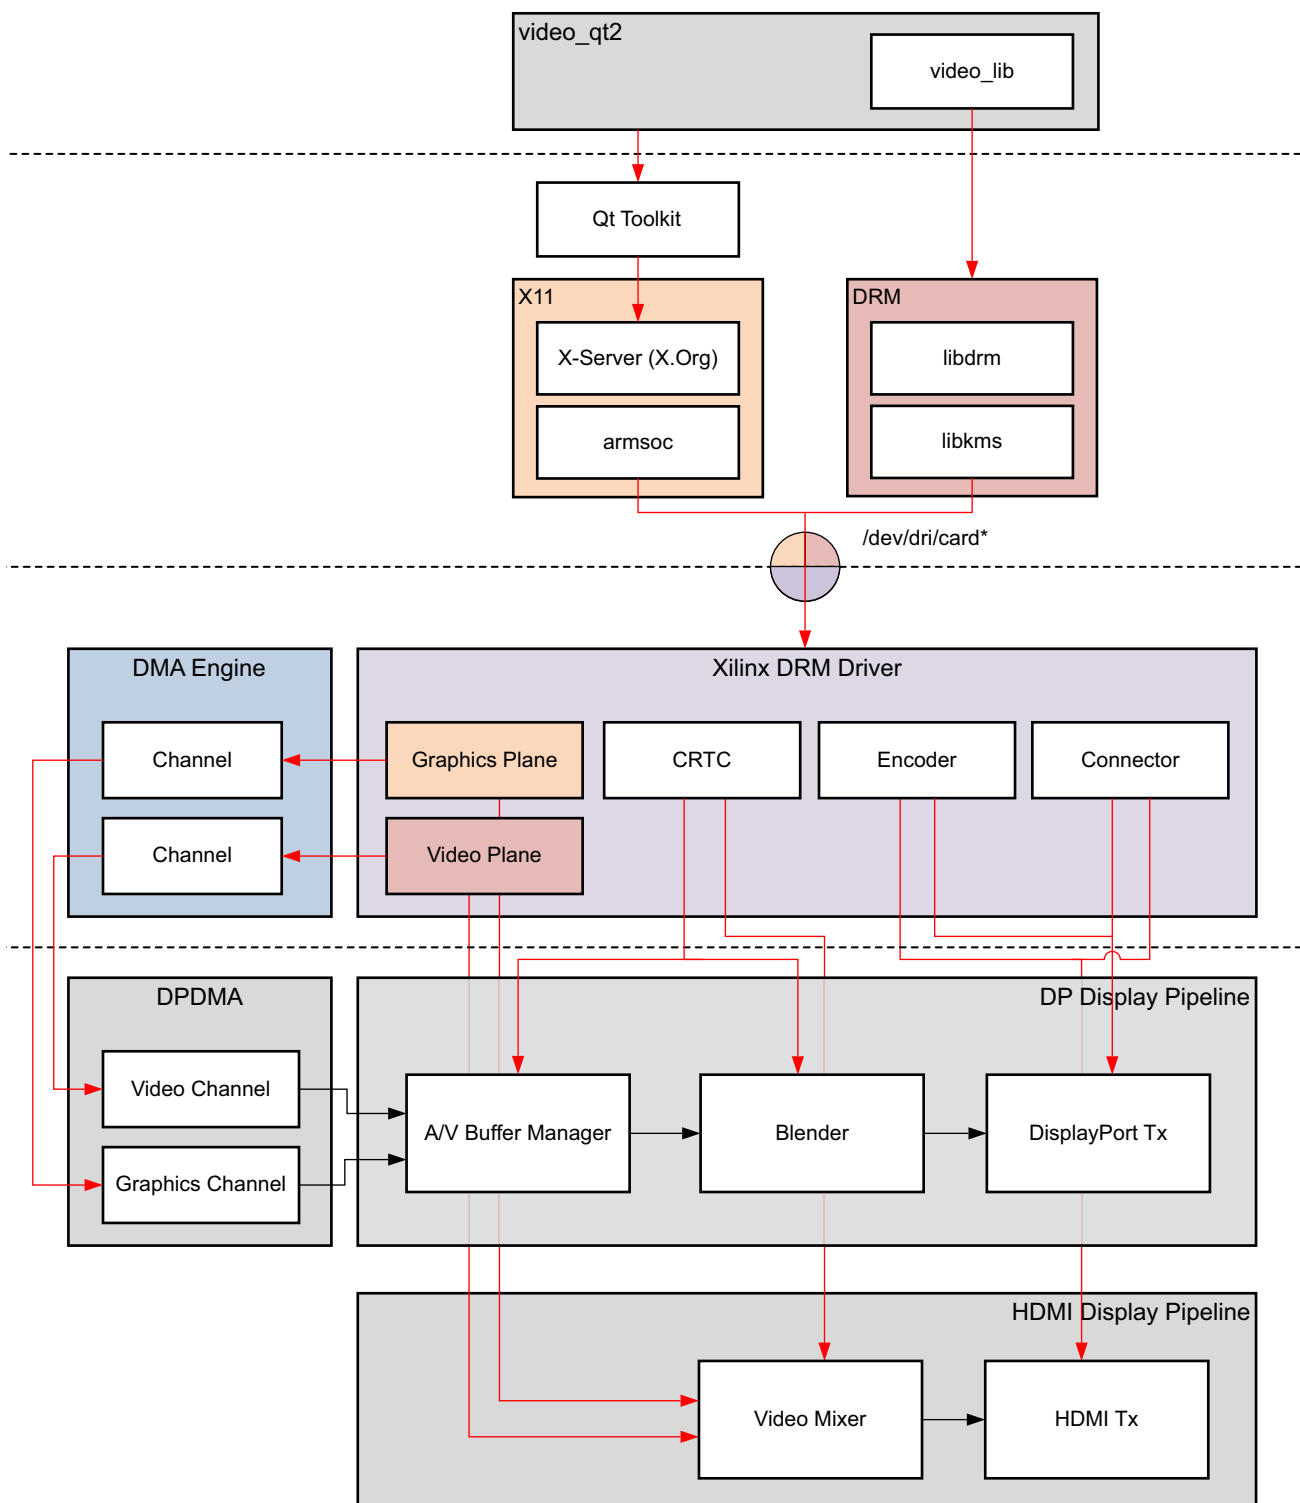 video_qt2
video_lib
Qt Toolkit
X11
DRM
X-Server (X.Org)
libdrm
armsoc
libkms
/dev/dri/card*
DMA Engine
Xilinx DRM Driver
Channel
Graphics Plane
CRTC
Encoder
Connector
Channel
Video Plane
DPDMA
DP Display Pipeline
Video Channel
A/V Buffer Manager
Blender
DisplayPort Tx
Graphics Channel
HDMI Display Pipeline
Video Mixer
HDMI Tx